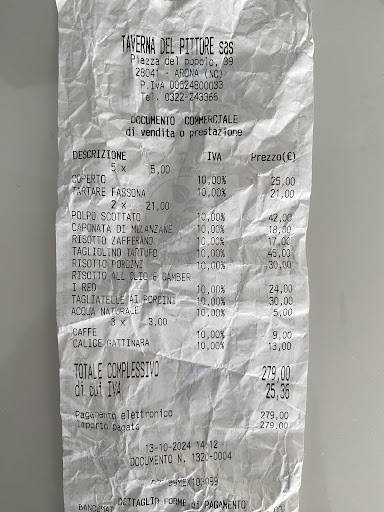 TAVERNA DEL PITTORE sas
Piazza del popolo, 39
28041 - ARONA (NO)
P.IVA 00624800033
Tel. 0322-243366
DOCUMENTO COMMERCIALE
di vendita o prestazione
DESCRIZIONE IVA Prezzo(€)
5 x 5,00
COPERTO 10,00% 25,00
TARTARE FASSONA 10,00% 21,00
2 x 21,00
POLPO SCOTTATO 10,00% 42,00
CAPONATA DI MELANZANE 10,00% 18,00
RISOTTO ZAFFERANO 10,00% 17,00
TAGLIOLINO TARTUFO 10,00% 45,00
RISOTTO PORCINI 10,00% 30,00
RISOTTO ALL'OLIO E GAMBER
I RED 10,00% 24,00
TAGLIATELLE AI PORCINI 10,00% 30,00
ACQUA NATURALE 10,00% 5,00
3 x 3,00
CAFFE 10,00% 9,00
CALICE GATTINARA 10,00% 13,00
TOTALE COMPLESSIVO 279,00
di cui IVA 25,36
Pagamento elettronico 279,00
Importo pagato 279,00
13-10-2024 14:12
DOCUMENTO N. 1320-0004
DETTAGLIO FORME di PAGAMENTO